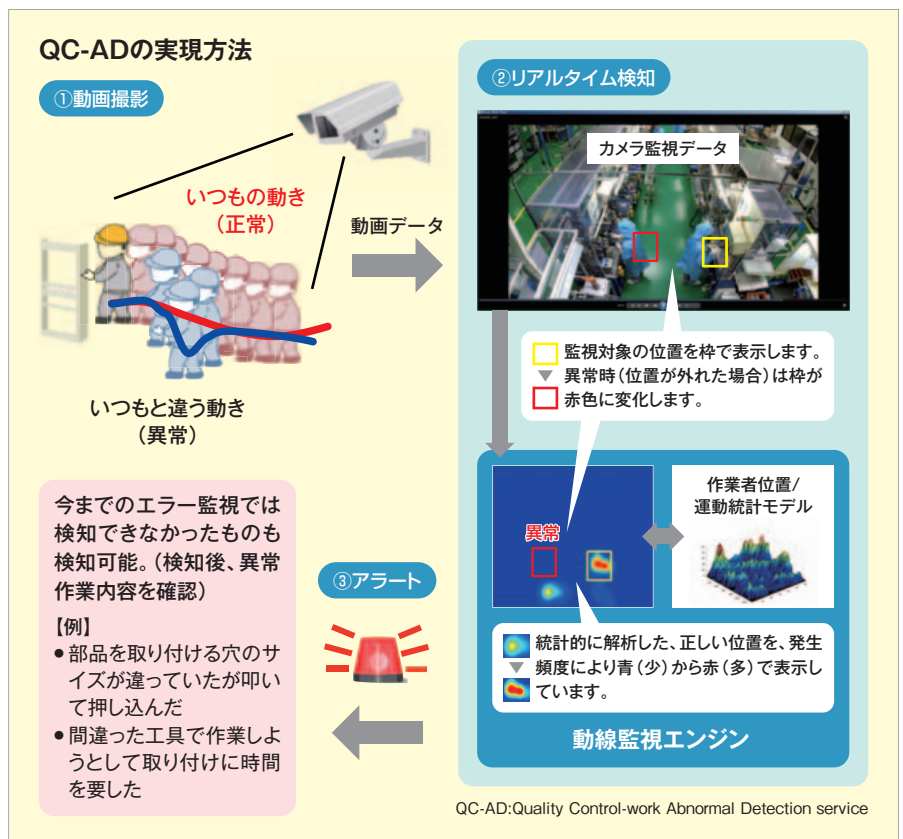 QC-ADの実現方法
①動画撮影
いつもの動き
（正常）
いつもと違う動き
（異常）
動画データ
②リアルタイム検知
カメラ監視データ
監視対象の位置を枠で表示します。
異常時（位置が外れた場合）は枠が
赤色に変化します。
異常
作業者位置/
運動統計モデル
統計的に解析した、正しい位置を、発生
頻度により青（少）から赤（多）で表示し
ています。
動線監視エンジン
③アラート
今までのエラー監視では
検知できなかったものも
検知可能。（検知後、異常
作業内容を確認）
【例】
●部品を取り付ける穴のサ
イズが違っていたが叩い
て押し込んだ
●間違った工具で作業しよ
うとして取り付けに時間
を要した
QC-AD:Quality Control-work Abnormal Detection service